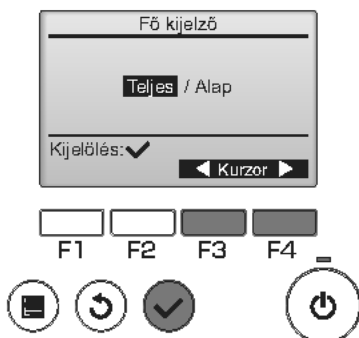 Fő kijelző
Teljes / Alap
Kijelölés:✔
◀ Kurzor ▶
F1 F2 F3 F4